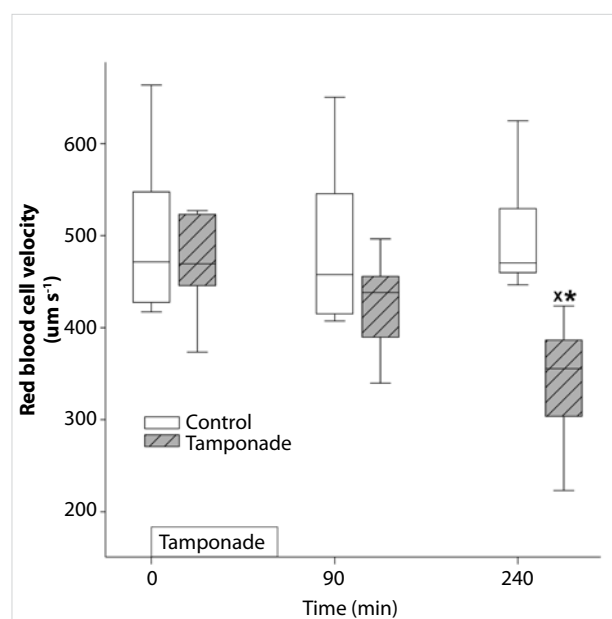 Red blood cell velocity
(um s⁻¹)
600
500
400
300
200
x*
Control
Tamponade
Tamponade
0
90
240
Time (min)